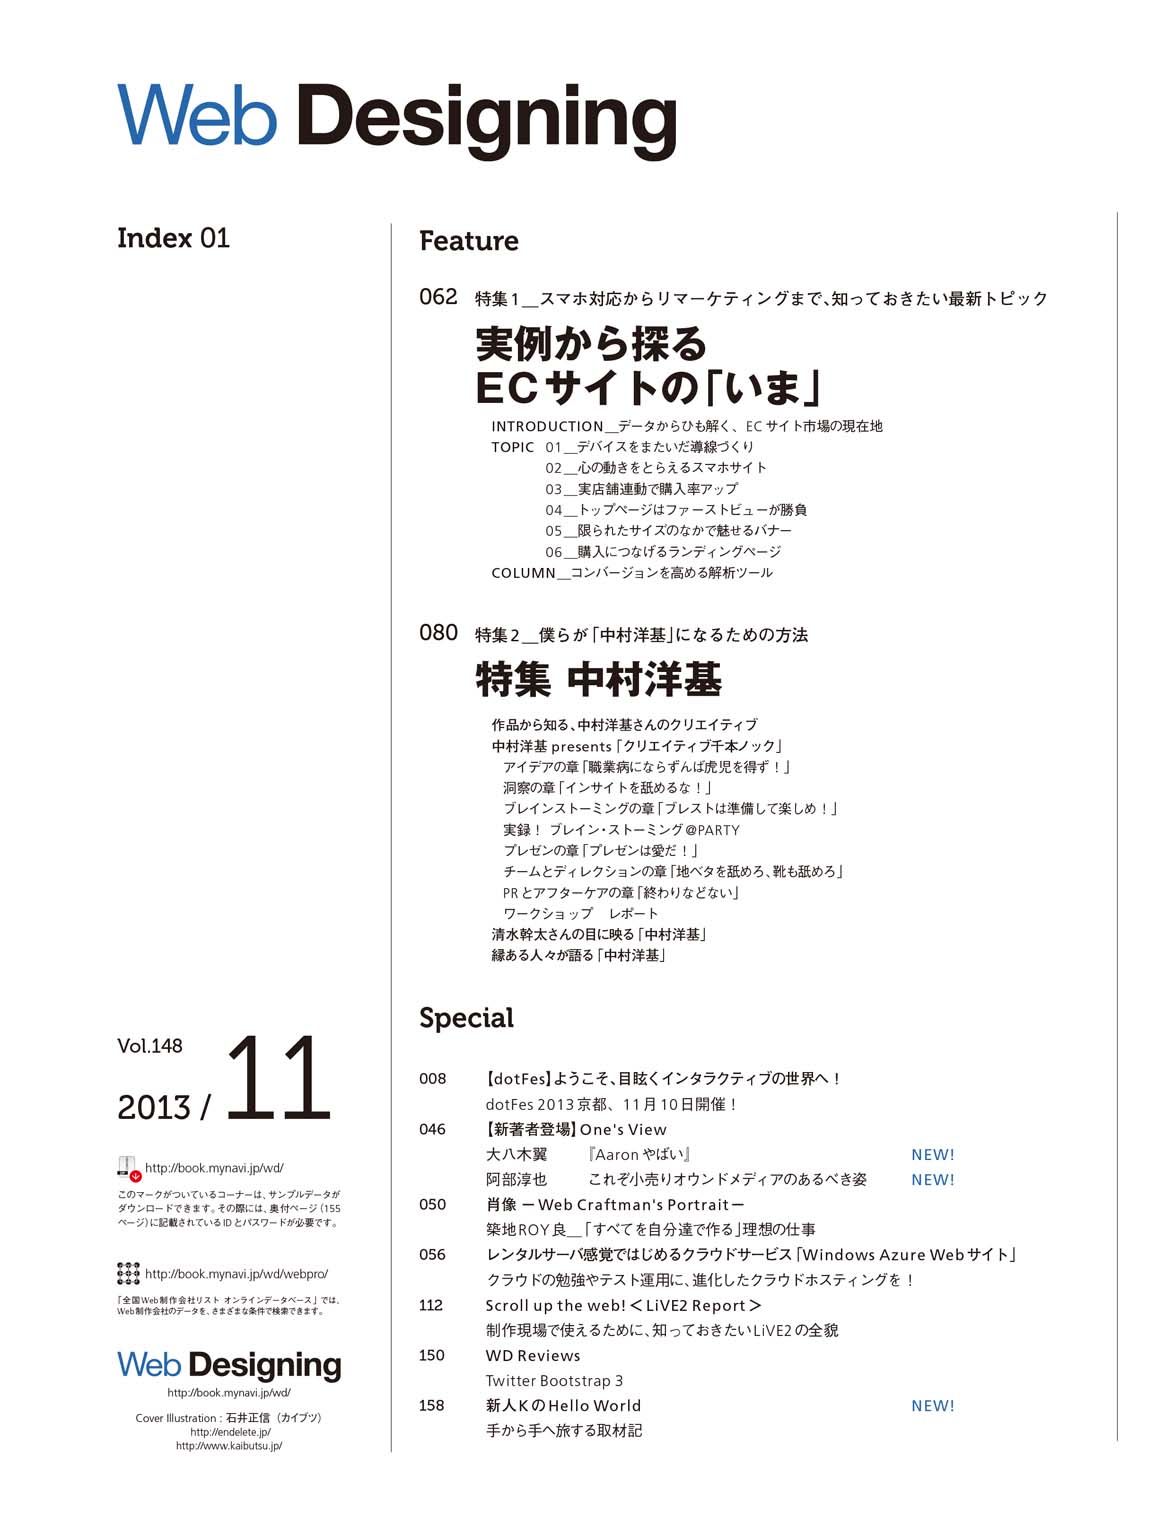 Web Designing
Index 01
Feature
062 特集1__スマホ対応からリマーケティングまで、知っておきたい最新トピック
実例から探る
ECサイトの「いま」
INTRODUCTION__データからひも解く、ECサイト市場の現在地
TOPIC 01__デバイスをまたいだ導線づくり
02__心の動きをとらえるスマホサイト
03__実店舗連動で購入率アップ
04__トップページはファーストビューが勝負
05__限られたサイズのなかで魅せるバナー
06__購入につなげるランディングページ
COLUMN__コンバージョンを高める解析ツール
080 特集2__僕らが「中村洋基」になるための方法
特集 中村洋基
作品から知る、中村洋基さんのクリエイティブ
中村洋基 presents「クリエイティブ千本ノック」
アイデアの章「職業病にならずんば虎児を得ず！」
洞察の章「インサイトを舐めるな！」
ブレインストーミングの章「ブレストは準備して楽しめ！」
実録！ ブレイン・ストーミング@PARTY
プレゼンの章「プレゼンは愛だ！」
チームとディレクションの章「地ベタを舐めろ、靴も舐めろ」
PRとアフターケアの章「終わりなどない」
ワークショップ　レポート
清水幹太さんの目に映る「中村洋基」
縁ある人々が語る「中村洋基」
Special
008 【dotFes】ようこそ、目眩くインタラクティブの世界へ！
dotFes 2013京都、11月10日開催！
046 【新著者登場】One's View
大八木翼 『Aaronやばい』 NEW!
阿部淳也 これぞ小売りオウンドメディアのあるべき姿 NEW!
050 肖像 －Web Craftman's Portrait－
築地ROY良__「すべてを自分達で作る」理想の仕事
056 レンタルサーバ感覚ではじめるクラウドサービス「Windows Azure Webサイト」
クラウドの勉強やテスト運用に、進化したクラウドホスティングを！
112 Scroll up the web!＜LiVE2 Report＞
制作現場で使えるために、知っておきたいLiVE2の全貌
150 WD Reviews
Twitter Bootstrap 3
158 新人KのHello World NEW!
手から手へ旅する取材記
Vol.148
2013 / 11
http://book.mynavi.jp/wd/
このマークがついているコーナーは、サンプルデータが
ダウンロードできます。その際には、奥付ページ（155
ページ）に記載されているIDとパスワードが必要です。
http://book.mynavi.jp/wd/webpro/
「全国Web制作会社リスト オンラインデータベース」では、
Web制作会社のデータを、さまざまな条件で検索できます。
Web Designing
http://book.mynavi.jp/wd/
Cover Illustration : 石井正信（カイブツ）
http://endelete.jp/
http://www.kaibutsu.jp/